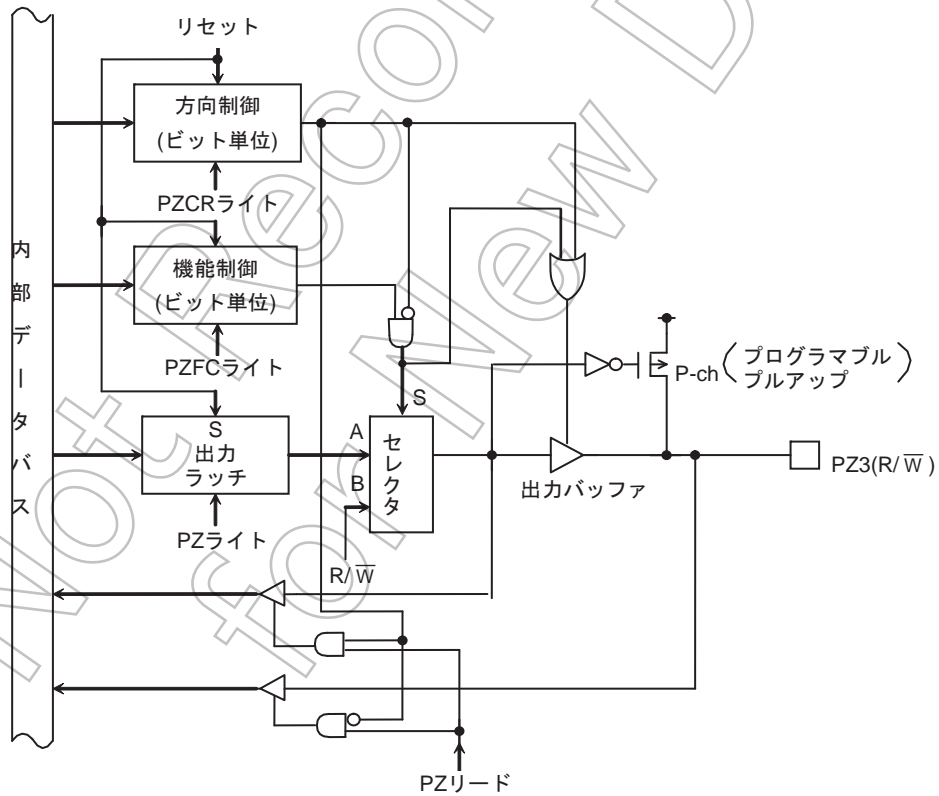 リセット
方向制御
(ビット単位)
PZCRライト
機能制御
(ビット単位)
PZFCライト
内部データバス
S
出力
ラッチ
PZライト
S
A
B
セレクタ
R/W̅
出力バッファ
P-ch
プログラマブル
プルアップ
PZ3(R/W̅)
PZリード
Not Recom
for New D